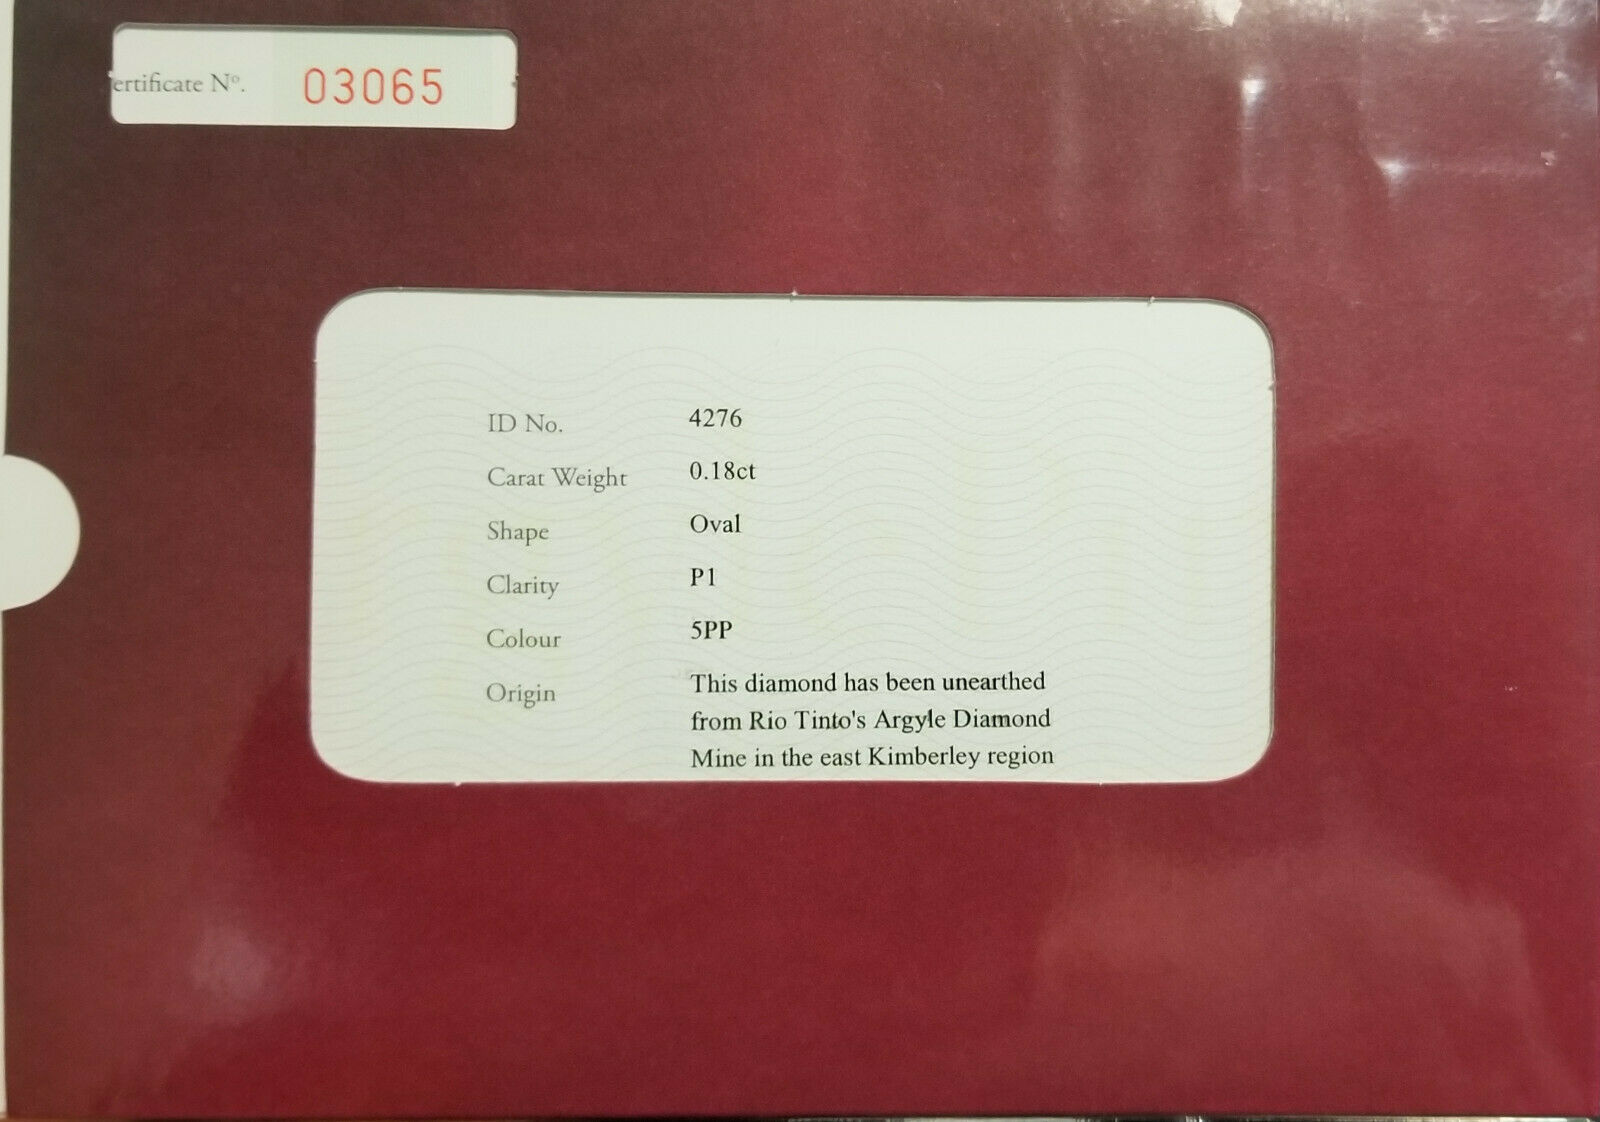 ertificate Nº. 03065
ID No. 4276
Carat Weight 0.18ct
Shape Oval
Clarity P1
Colour 5PP
Origin This diamond has been unearthed
from Rio Tinto's Argyle Diamond
Mine in the east Kimberley region